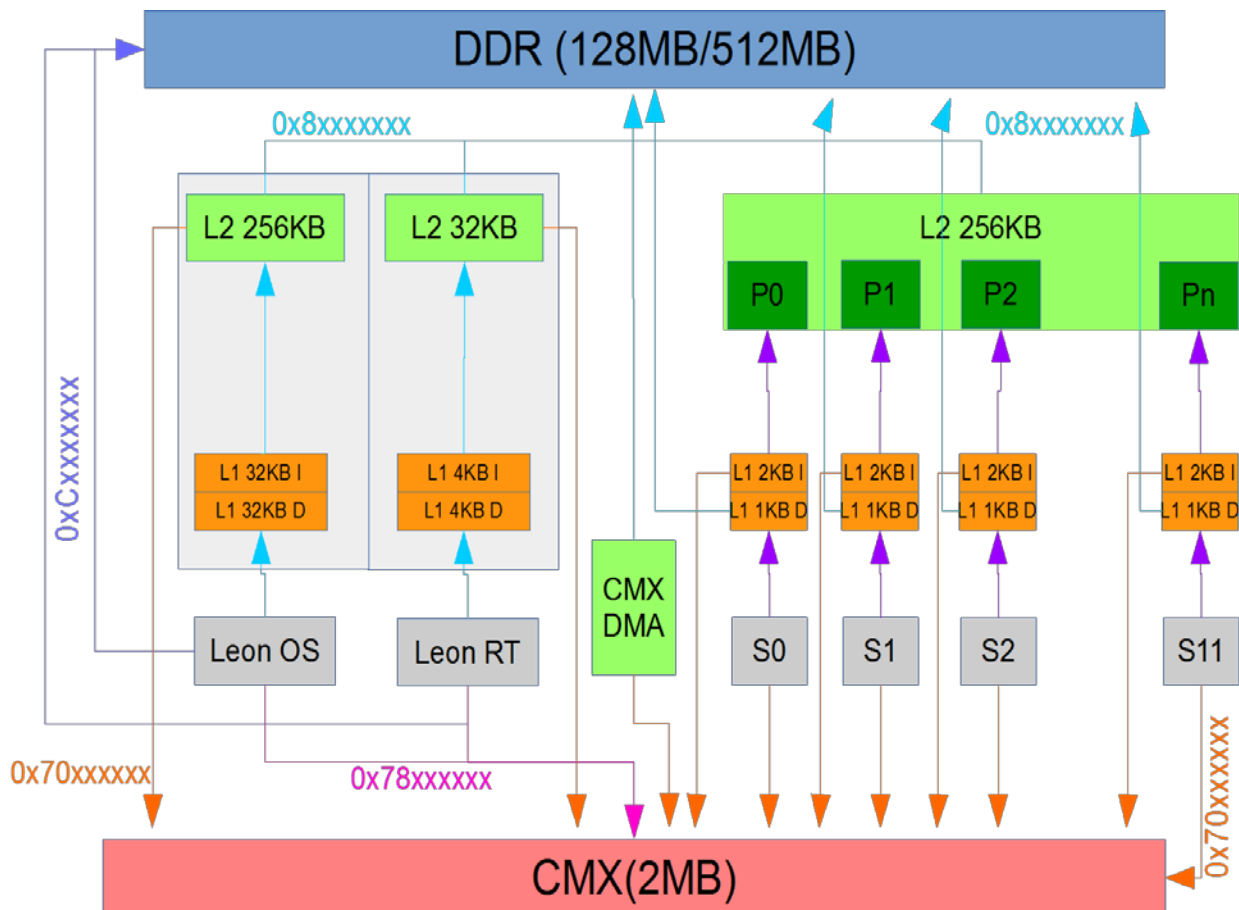 DDR (128MB/512MB)
0x8xxxxxxx
0x8xxxxxxx
L2 256KB
L2 32KB
L2 256KB
P0
P1
P2
Pn
0xCxxxxxxx
L1 32KB I
L1 4KB I
L1 2KB I
L1 2KB I
L1 2KB I
L1 2KB I
L1 32KB D
L1 4KB D
L1 1KB D
L1 1KB D
L1 1KB D
L1 1KB D
CMX
DMA
Leon OS
Leon RT
S0
S1
S2
S11
0x70xxxxxx
0x78xxxxxx
0x70xxxxxx
CMX(2MB)